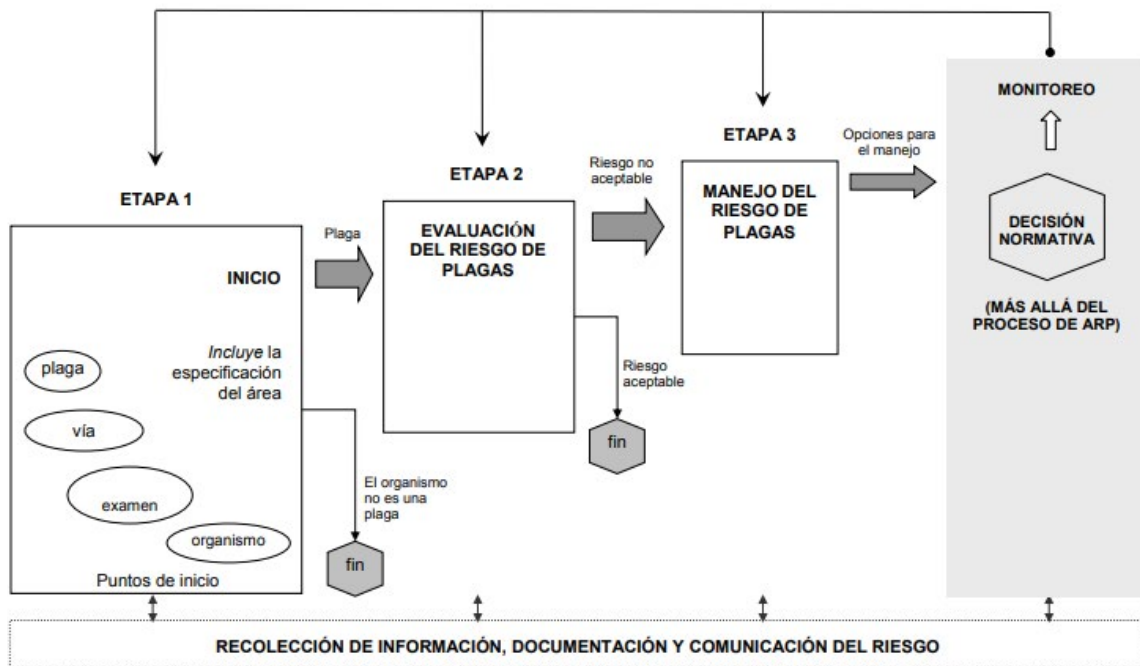 ETAPA 1
INICIO
Incluye la
especificación
del área
plaga
vía
examen
organismo
Puntos de inicio
Plaga
El organismo
no es una
plaga
fin
ETAPA 2
EVALUACIÓN
DEL RIESGO DE
PLAGAS
Riesgo no
aceptable
Riesgo
aceptable
fin
ETAPA 3
MANEJO DEL
RIESGO DE
PLAGAS
Opciones para
el manejo
MONITOREO
DECISIÓN
NORMATIVA
(MÁS ALLÁ DEL
PROCESO DE ARP)
RECOLECCIÓN DE INFORMACIÓN, DOCUMENTACIÓN Y COMUNICACIÓN DEL RIESGO